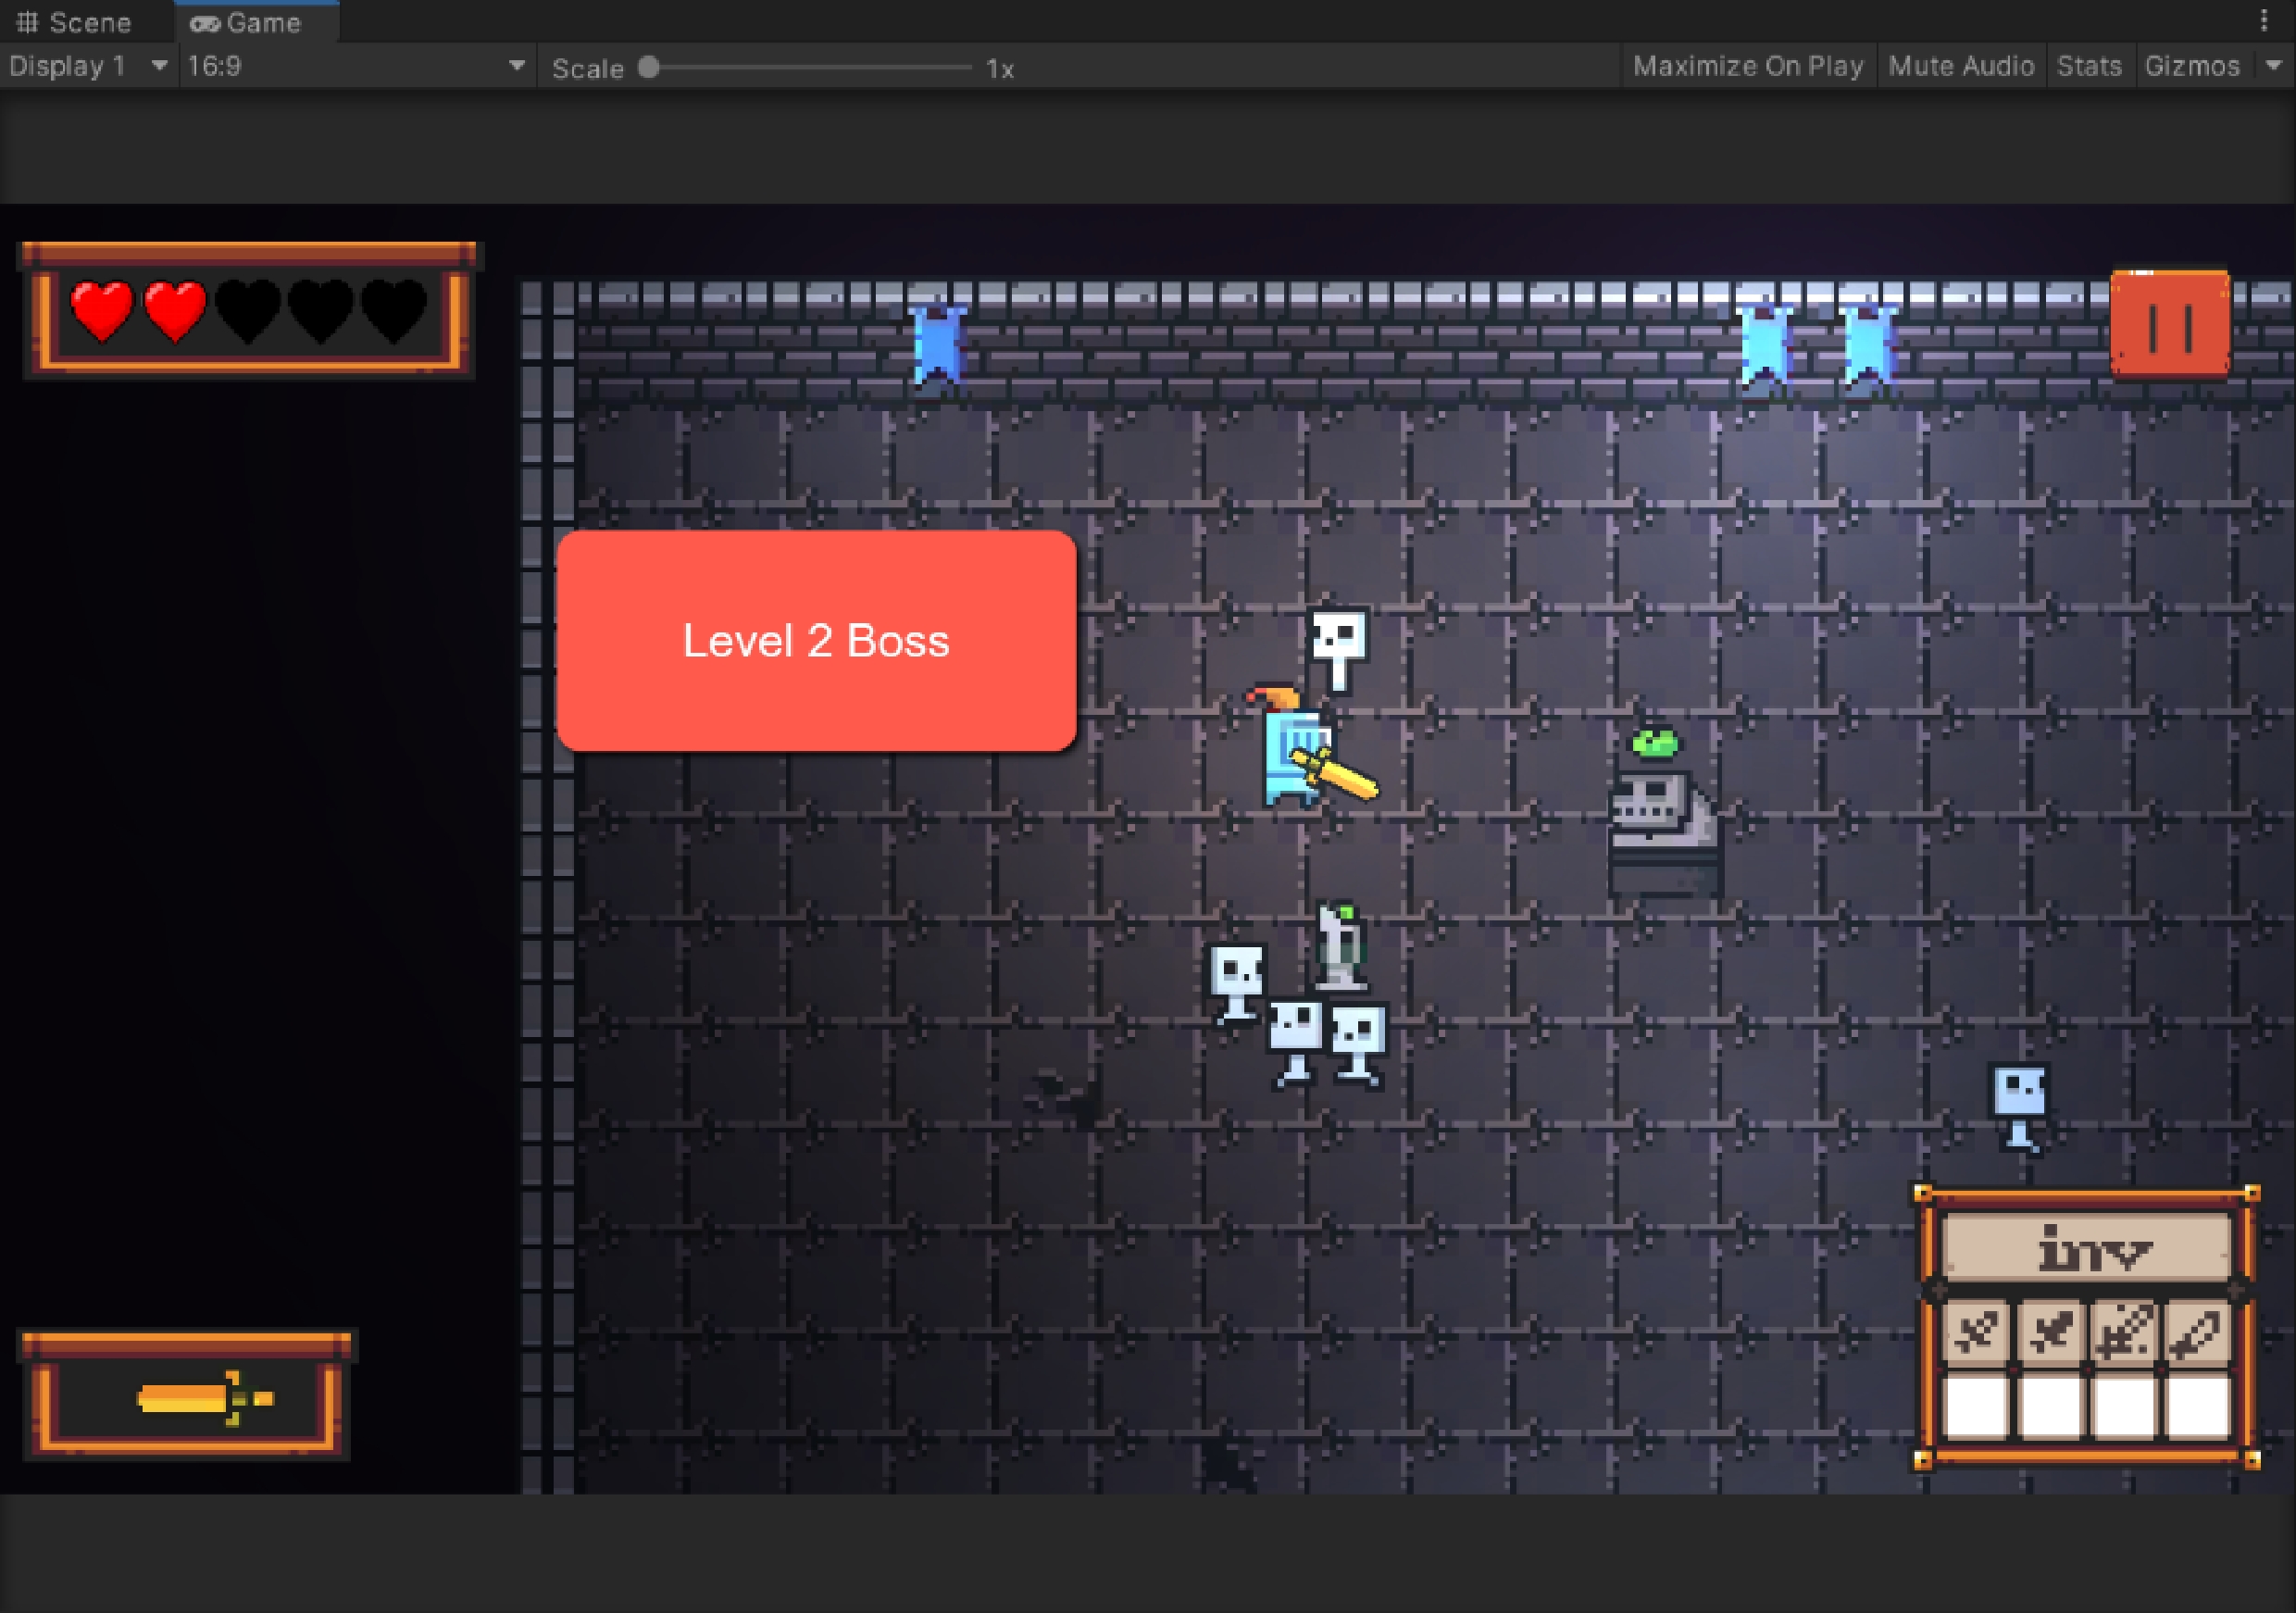 Scene
Game
Display 1
16:9
Scale
1x
Maximize On Play
Mute Audio
Stats
Gizmos
Level 2 Boss
inv